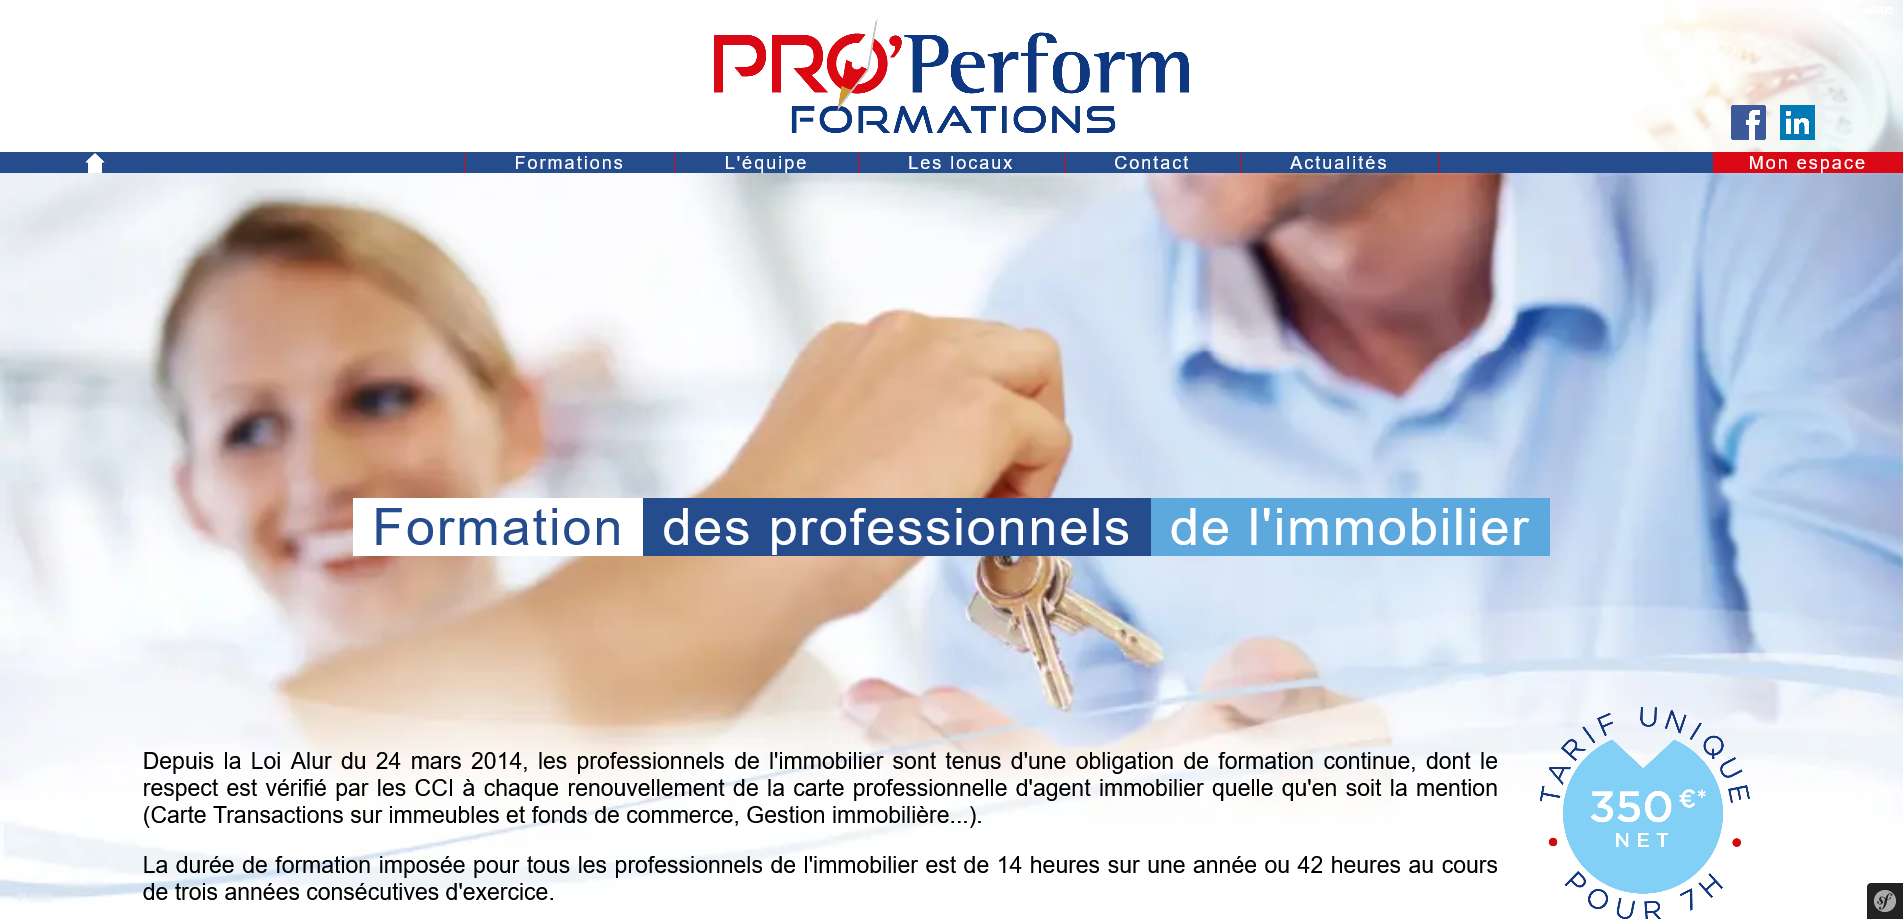 PRO'Perform
FORMATIONS
f in
Formations L'équipe Les locaux Contact Actualités Mon espace
Formation des professionnels de l'immobilier
Depuis la Loi Alur du 24 mars 2014, les professionnels de l'immobilier sont tenus d'une obligation de formation continue, dont le
respect est vérifié par les CCI à chaque renouvellement de la carte professionnelle d'agent immobilier quelle qu'en soit la mention
(Carte Transactions sur immeubles et fonds de commerce, Gestion immobilière...).
La durée de formation imposée pour tous les professionnels de l'immobilier est de 14 heures sur une année ou 42 heures au cours
de trois années consécutives d'exercice.
TARIF UNIQUE
350 €*
NET
POUR 7H
sf